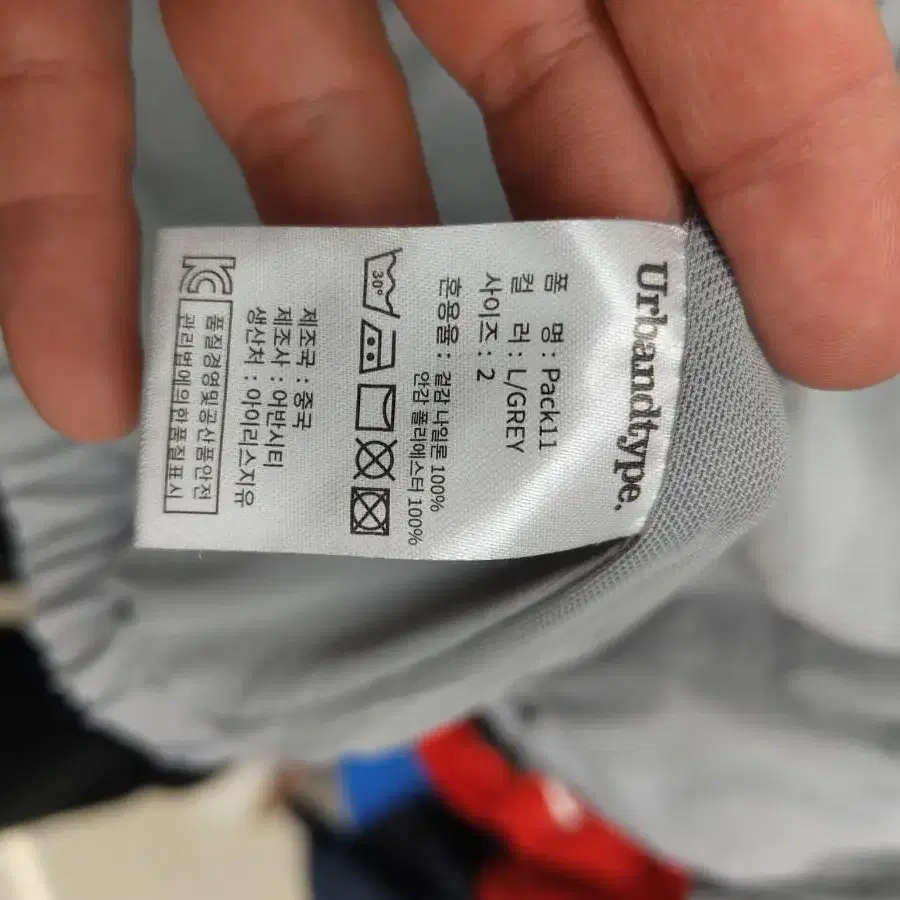 Urbandtype.
품 명 : Pack11
컬 러 : L/GREY
사이즈 : 2
혼용율 : 겉감 나일론 100%
안감 폴리에스터 100%
30°
제조국 : 중국
제조사 : 어반시티
생산처 : 아이리스지유
품질경영및공산품안전
관리법에의한품질표시